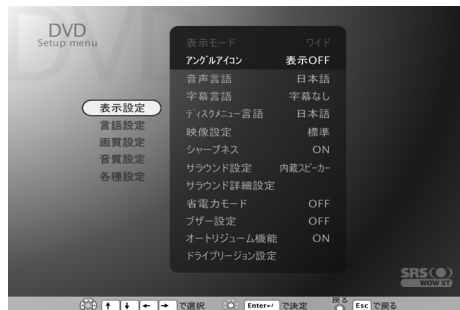 DVD
Setup menu
表示設定
言語設定
画質設定
音質設定
各種設定
表示モード ワイド
アングルアイコン 表示OFF
音声言語 日本語
字幕言語 字幕なし
ディスクメニュー言語 日本語
映像設定 標準
シャープネス ON
サラウンド設定 内蔵スピーカー
サラウンド詳細設定
省電力モード OFF
ブザー設定 OFF
オートリジューム機能 ON
ドライブリージョン設定
SRS(●)
WOW XT
↑ ↓ ← → で選択 Enter↵ で決定 戻る Esc で戻る